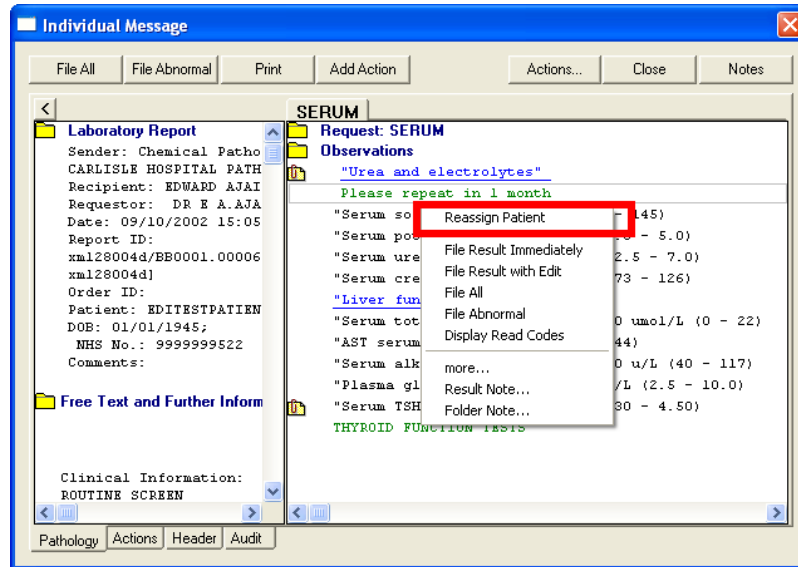 Individual Message
File All File Abnormal Print Add Action Actions... Close Notes
<
SERUM
Laboratory Report
Sender: Chemical Patho
CARLISLE HOSPITAL PATH
Recipient: EDWARD AJAI
Requestor: DR E A.AJA
Date: 09/10/2002 15:05
Report ID:
xml28004d/BB0001.00006
xml28004d]
Order ID:
Patient: EDITESTPATIEN
DOB: 01/01/1945;
NHS No.: 9999999522
Comments:
Free Text and Further Inform
Clinical Information:
ROUTINE SCREEN
Request: SERUM
Observations
"Urea and electrolytes"
Please repeat in 1 month
"Serum so - 145)
"Serum po - 5.0)
"Serum ure 2.5 - 7.0)
"Serum cre 73 - 126)
"Liver fun
"Serum tot 0 umol/L (0 - 22)
"AST serum 44)
"Serum alk 0 u/L (40 - 117)
"Plasma gl /L (2.5 - 10.0)
"Serum TSH 30 - 4.50)
THYROID FUNCTION TESTS
Reassign Patient
File Result Immediately
File Result with Edit
File All
File Abnormal
Display Read Codes
more...
Result Note...
Folder Note...
Pathology Actions Header Audit